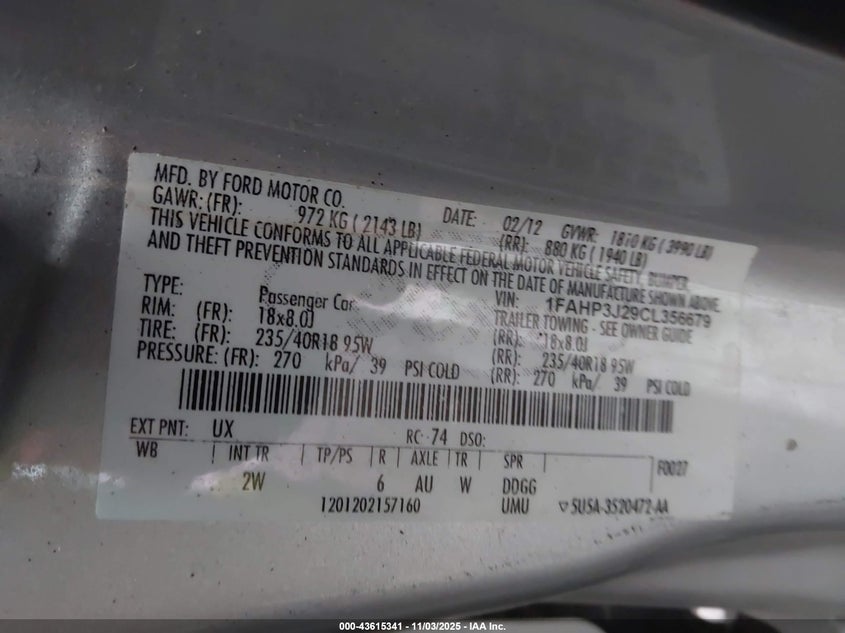 MFD. BY FORD MOTOR CO.
DATE: 02/12 GVWR: 1810 KG ( 3990 LB)
GAWR: (FR): 972 KG ( 2143 LB) (RR): 880 KG ( 1940 LB)
THIS VEHICLE CONFORMS TO ALL APPLICABLE FEDERAL MOTOR VEHICLE SAFETY, BUMPER,
AND THEFT PREVENTION STANDARDS IN EFFECT ON THE DATE OF MANUFACTURE SHOWN ABOVE.
VIN: 1FAHP3J29CL356679
TYPE: Passenger Car TRAILER TOWING - SEE OWNER GUIDE
RIM: (FR): 18x8.0J (RR): 18x8.0J
TIRE: (FR): 235/40R18 95W (RR): 235/40R18 95W
PRESSURE: (FR): 270 kPa/ 39 PSI COLD (RR): 270 kPa/ 39 PSI COLD
EXT PNT: UX RC: 74 DSO:
WB INT TR TP/PS R AXLE TR SPR F0027
2W 6 AU W DDGG
1201202157160 UMU ▽5U5A-3520472-AA
000-43615341 - 11/03/2025 - IAA Inc.